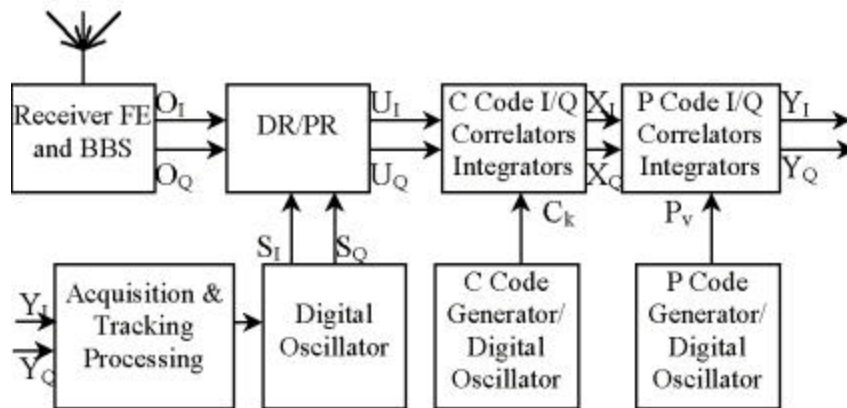 Receiver FE
and BBS
O_I
O_Q
DR/PR
U_I
U_Q
C Code I/Q
Correlators
Integrators
X_I
X_Q
P Code I/Q
Correlators
Integrators
Y_I
Y_Q
S_I
S_Q
C_k
P_v
Y_I
Y_Q
Acquisition &
Tracking
Processing
Digital
Oscillator
C Code
Generator/
Digital
Oscillator
P Code
Generator/
Digital
Oscillator